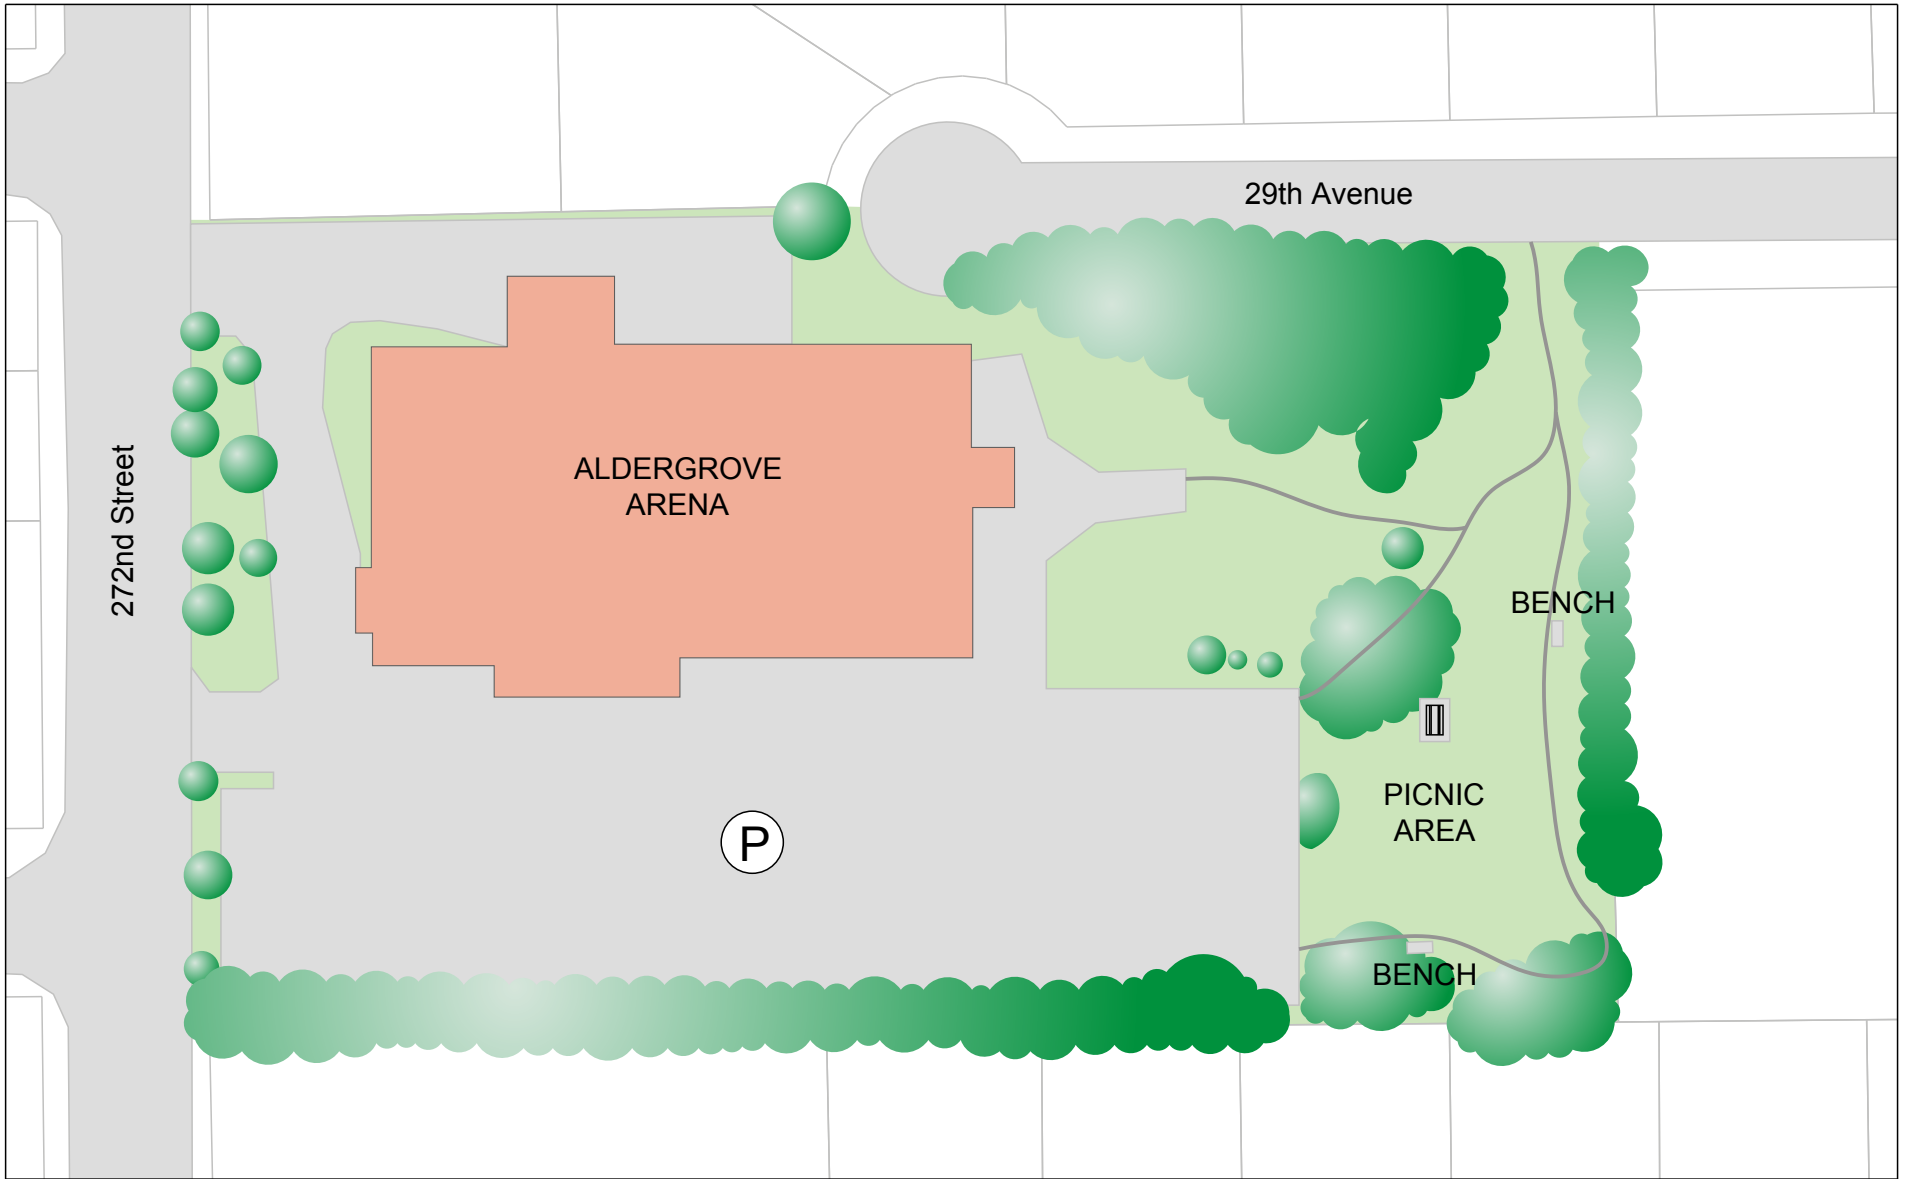 29th Avenue
272nd Street
ALDERGROVE
ARENA
BENCH
PICNIC
AREA
P
BENCH